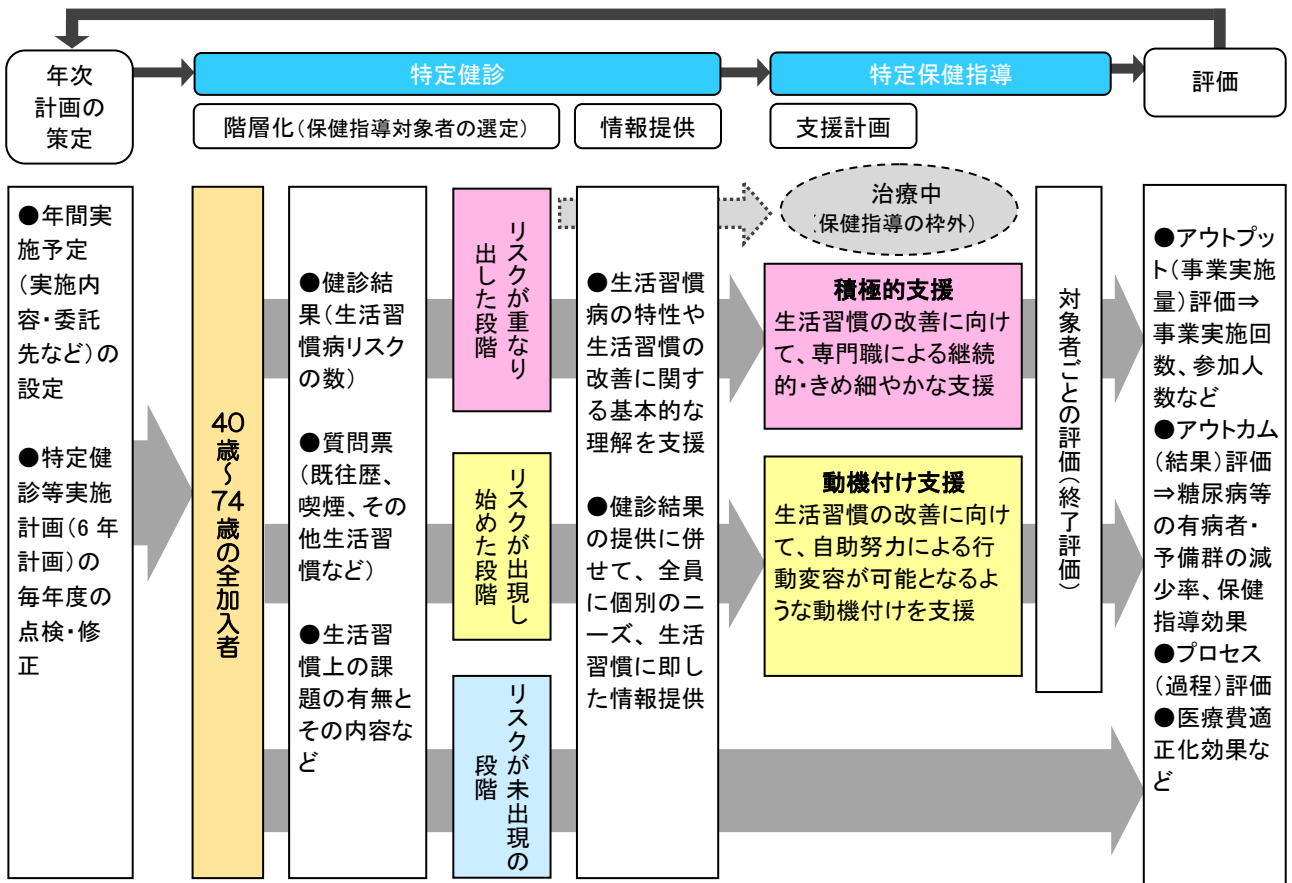 年次
計画の
策定
特定健診
特定保健指導
評価
階層化(保健指導対象者の選定)
情報提供
支援計画
●年間実
施予定
(実施内
容・委託
先など)の
設定
●特定健
診等実施
計画(6年
計画)の
毎年度の
点検・修
正
40歳~74歳の全加入者
●健診結
果(生活習
慣病リスク
の数)
●質問票
(既往歴、
喫煙、その
他生活習
慣など)
●生活習
慣上の課
題の有無と
その内容な
ど
リスクが重なり
出した段階
リスクが出現し
始めた段階
リスクが未出現の
段階
●生活習慣
病の特性や
生活習慣の
改善に関す
る基本的な
理解を支援
●健診結果
の提供に併
せて、全員
に個別のニ
ーズ、生活
習慣に即し
た情報提供
治療中
(保健指導の枠外)
積極的支援
生活習慣の改善に向け
て、専門職による継続
的・きめ細やかな支援
動機付け支援
生活習慣の改善に向け
て、自助努力による行
動変容が可能となるよ
うな動機付けを支援
対象者ごとの評価(終了評価)
●アウトプッ
ト(事業実施
量)評価⇒
事業実施回
数、参加人
数など
●アウトカム
(結果)評価
⇒糖尿病等
の有病者・
予備群の減
少率、保健
指導効果
●プロセス
(過程)評価
●医療費適
正化効果な
ど